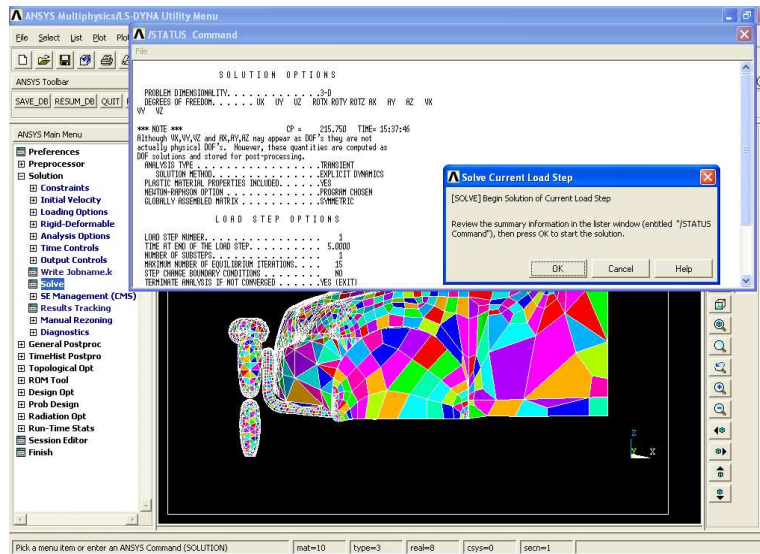 ANSYS Multiphysics/LS-DYNA Utility Menu
File Select List Plot
/STATUS Command
File
ANSYS Toolbar
SAVE_DB RESUM_DB QUIT
ANSYS Main Menu
Preferences
Preprocessor
Solution
Constraints
Initial Velocity
Loading Options
Rigid-Deformable
Analysis Options
Time Controls
Output Controls
Write Jobname.k
Solve
SE Management (CMS)
Results Tracking
Manual Rezoning
Diagnostics
General Postproc
TimeHist Postpro
Topological Opt
ROM Tool
Design Opt
Prob Design
Radiation Opt
Run-Time Stats
Session Editor
Finish
SOLUTION OPTIONS
PROBLEM DIMENSIONALITY. . . . . . . . . . . . .3-D
DEGREES OF FREEDOM. . . . . . UX UY UZ ROTX ROTY ROTZ AX AY AZ VX
VY VZ
*** NOTE *** CP = 215.750 TIME= 15:37:46
Although VX,VY,VZ and AX,AY,AZ may appear as DOF's they are not
actually physical DOF's. However, these quantities are computed as
DOF solutions and stored for post-processing.
ANALYSIS TYPE . . . . . . . . . . . . . . . . .TRANSIENT
SOLUTION METHOD. . . . . . . . . . . . . . .EXPLICIT DYNAMICS
PLASTIC MATERIAL PROPERTIES INCLUDED. . . . . .YES
NEWTON-RAPHSON OPTION . . . . . . . . . . . . .PROGRAM CHOSEN
GLOBALLY ASSEMBLED MATRIX . . . . . . . . . . .SYMMETRIC
LOAD STEP OPTIONS
LOAD STEP NUMBER. . . . . . . . . . . . . . . . 1
TIME AT END OF THE LOAD STEP. . . . . . . . . . 5.0000
NUMBER OF SUBSTEPS. . . . . . . . . . . . . . . 1
MAXIMUM NUMBER OF EQUILIBRIUM ITERATIONS. . . . 15
STEP CHANGE BOUNDARY CONDITIONS . . . . . . . . NO
TERMINATE ANALYSIS IF NOT CONVERGED . . . . . .YES (EXIT)
Solve Current Load Step
[SOLVE] Begin Solution of Current Load Step
Review the summary information in the lister window (entitled "/STATUS
Command"), then press OK to start the solution.
OK Cancel Help
Z
Y X
Pick a menu item or enter an ANSYS Command (SOLUTION) mat=10 type=3 real=8 csys=0 secn=1